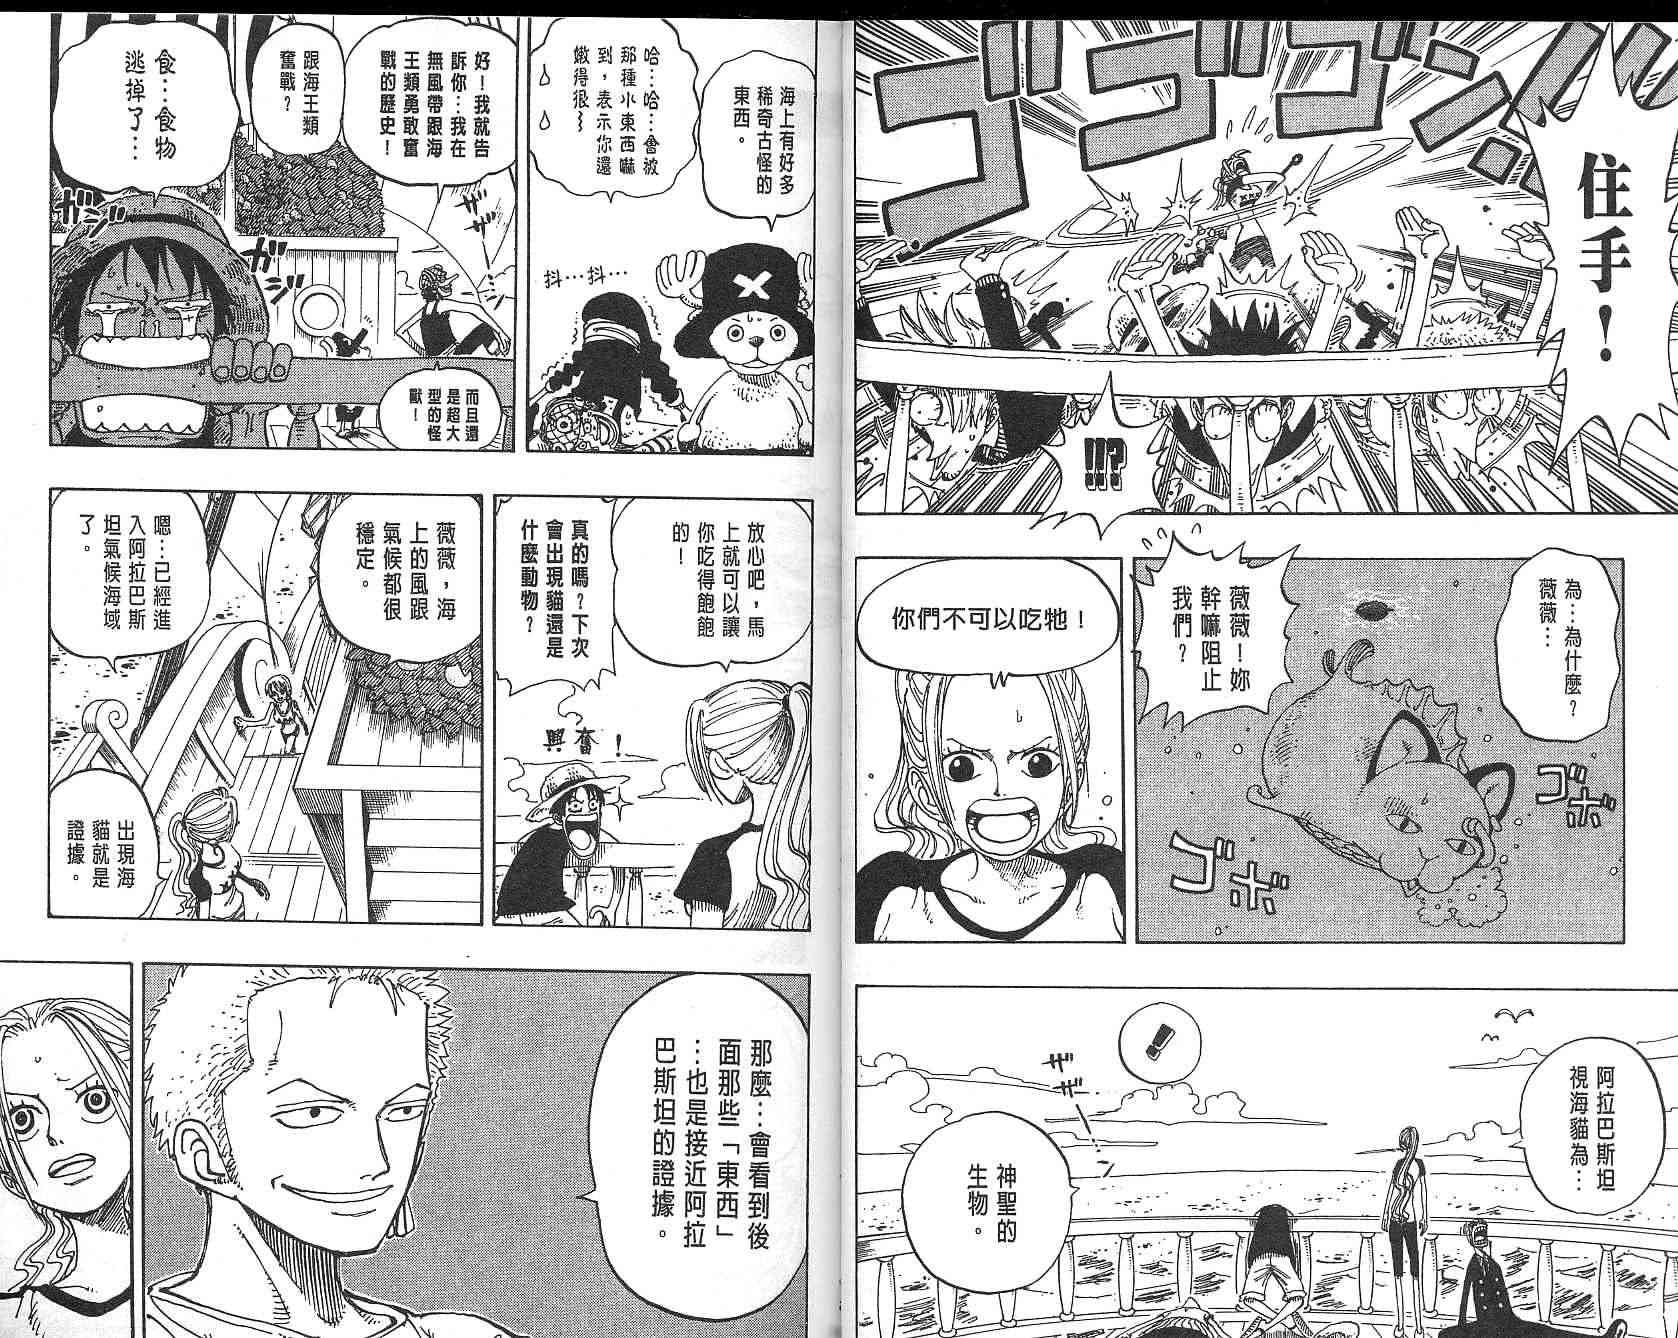 ゴゴゴゴ
住手！
!!?
為…為什麼？
薇薇…
薇薇！妳
幹嘛阻止
我們？
ゴボ
ゴボ
你們不可以吃牠！
阿拉巴斯坦
視海貓為…
!!
神聖的
生物。
海上有好多
稀奇古怪的
東西。
哈…哈…會被
那種小東西嚇
到，表示你還
嫩得很~
抖…抖…
好！我就告
訴你…我在
無風帶跟海
王類勇敢奮
戰的歷史！
跟海王類
奮戰？
食…食物
逃掉了…
ガジ
ガジ
而且還
是超大
型的怪
獸！
放心吧，馬
上就可以讓
你吃得飽飽
的！
真的嗎？下次
會出現貓還是
什麼動物？
興奮！
薇薇，海
上的風跟
氣候都很
穩定。
嗯…已經進
入阿拉巴斯
坦氣候海域
了。
出現海
貓就是
證據。
那麼…會看到後
面那些「東西」
…也是接近阿拉
巴斯坦的證據。